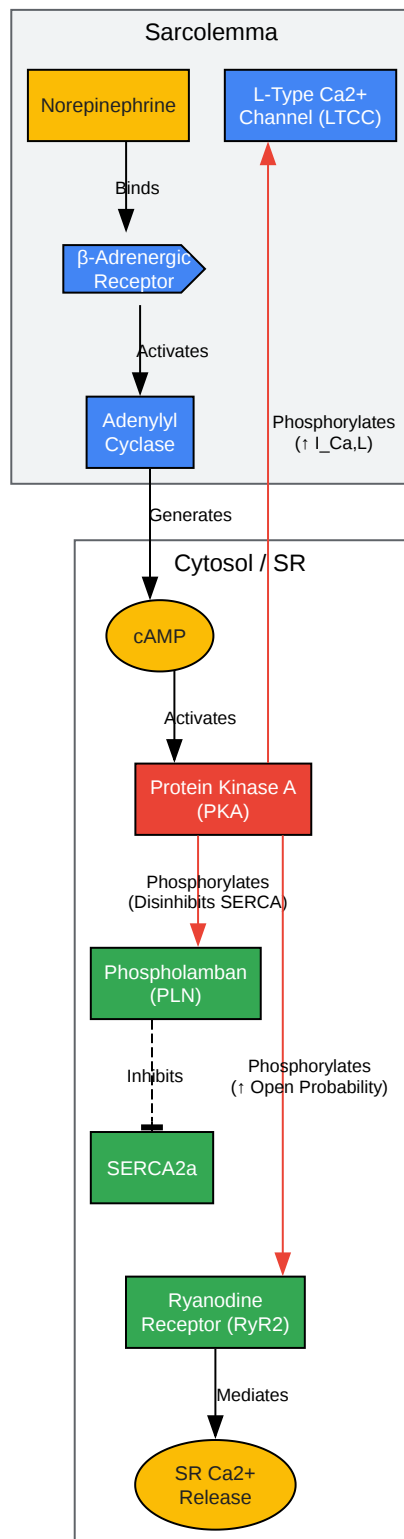 Sarcolemma
Norepinephrine
L-Type Ca2+
Channel (LTCC)
Binds
β-Adrenergic
Receptor
Activates
Adenylyl
Cyclase
Phosphorylates
(↑ I_Ca,L)
Generates
Cytosol / SR
cAMP
Activates
Protein Kinase A
(PKA)
Phosphorylates
(Disinhibits SERCA)
Phospholamban
(PLN)
Phosphorylates
(↑ Open Probability)
Inhibits
SERCA2a
Ryanodine
Receptor (RyR2)
Mediates
SR Ca2+
Release